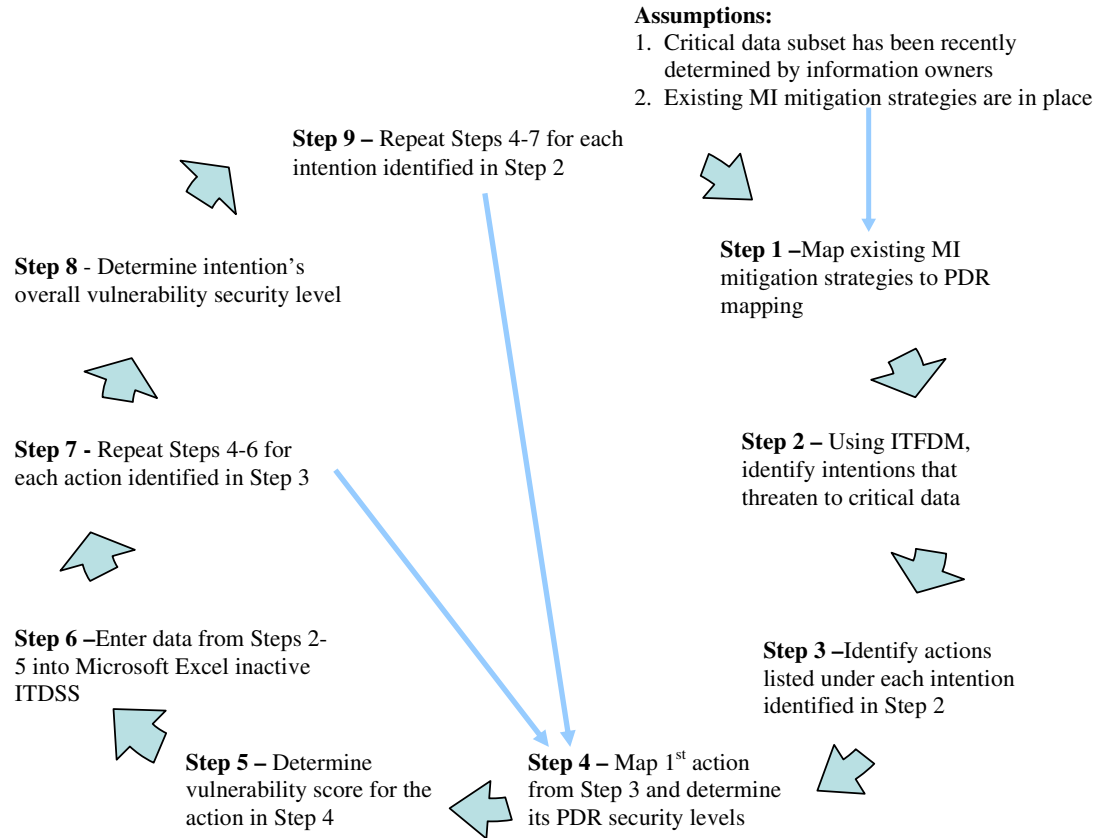 Assumptions:
1. Critical data subset has been recently
determined by information owners
2. Existing MI mitigation strategies are in place
Step 1 –Map existing MI
mitigation strategies to PDR
mapping
Step 2 – Using ITFDM,
identify intentions that
threaten to critical data
Step 3 –Identify actions
listed under each intention
identified in Step 2
Step 4 – Map 1st action
from Step 3 and determine
its PDR security levels
Step 5 – Determine
vulnerability score for the
action in Step 4
Step 6 –Enter data from Steps 2-
5 into Microsoft Excel inactive
ITDSS
Step 7 - Repeat Steps 4-6 for
each action identified in Step 3
Step 8 - Determine intention's
overall vulnerability security level
Step 9 – Repeat Steps 4-7 for each
intention identified in Step 2